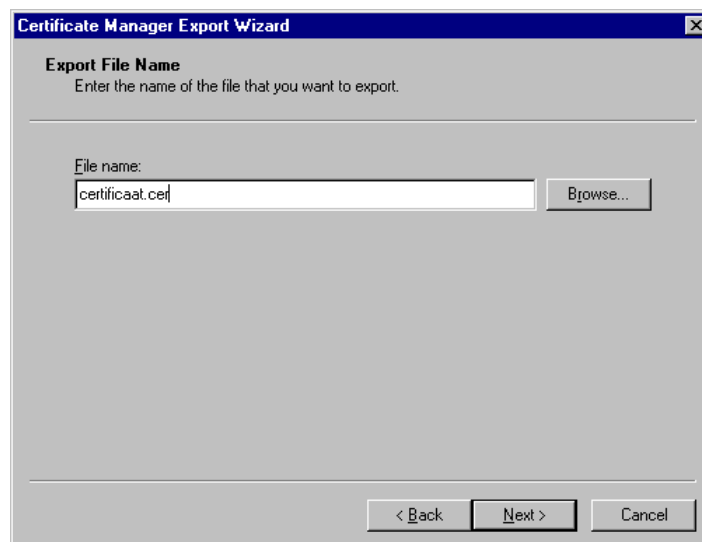 Certificate Manager Export Wizard
Export File Name
Enter the name of the file that you want to export.
File name:
certificaat.cer
Browse...
< Back
Next >
Cancel